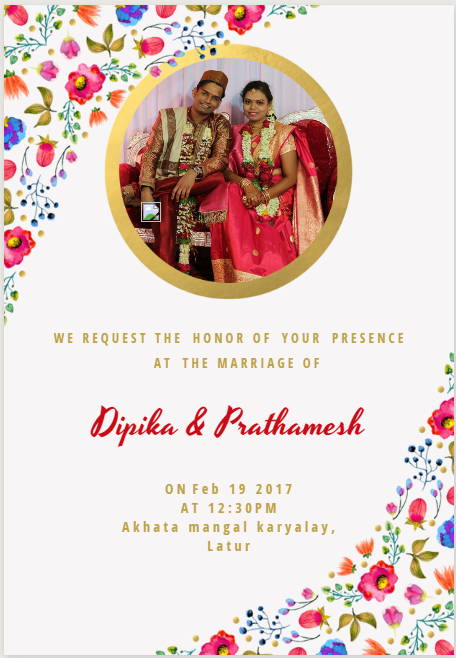 WE REQUEST THE HONOR OF YOUR PRESENCE
AT THE MARRIAGE OF
Dipika & Prathamesh
ON Feb 19 2017
AT 12:30PM
Akhata mangal karyalay,
Latur